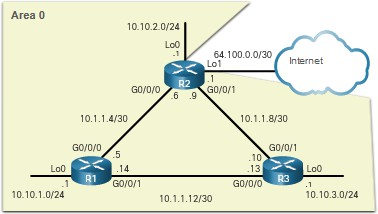 Area 0
10.10.2.0/24
Lo0
.1
64.100.0.0/30
Lo1
.1
Internet
R2
G0/0/0
G0/0/1
.6
.9
10.1.1.4/30
10.1.1.8/30
G0/0/0
G0/0/1
.5
.10
Lo0
.14
.13
Lo0
R1
R3
.1
G0/0/1
G0/0/0
.1
10.10.1.0/24
10.1.1.12/30
10.10.3.0/24